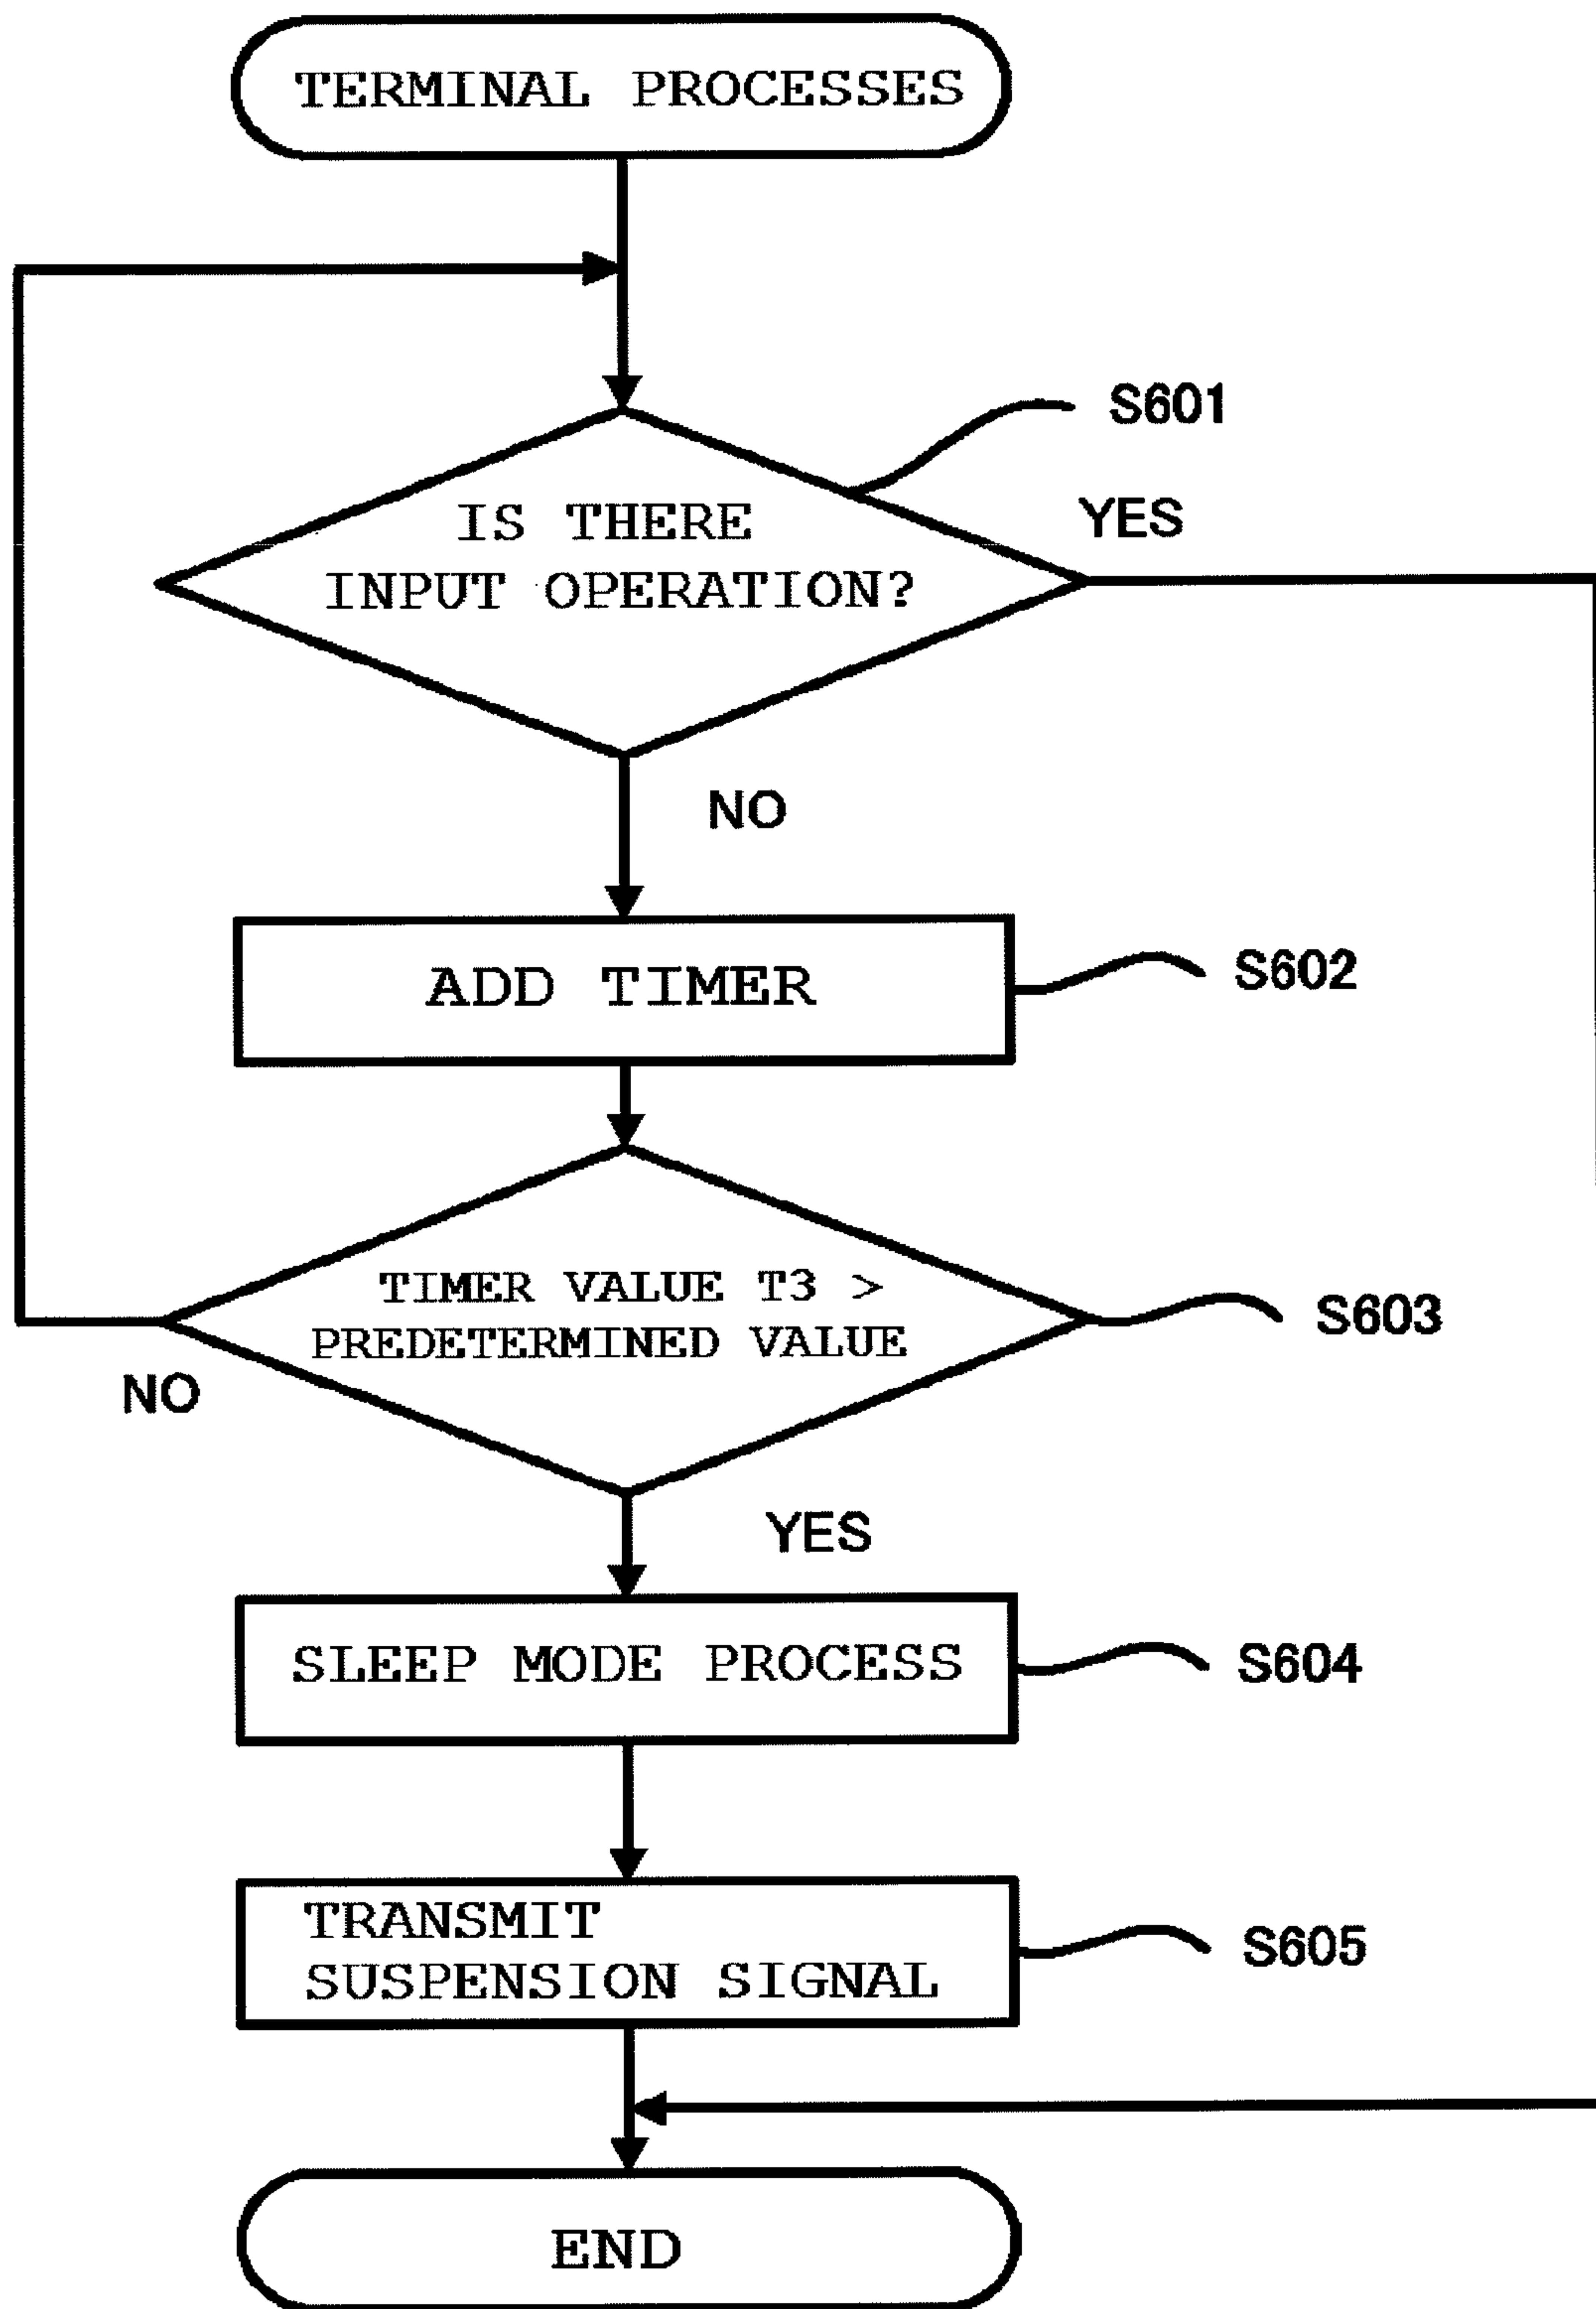 TERMINAL PROCESSES
S601
IS THERE
INPUT OPERATION?
YES
NO
ADD TIMER
S602
TIMER VALUE T3 >
PREDETERMINED VALUE
S603
NO
YES
SLEEP MODE PROCESS
S604
TRANSMIT
SUSPENSION SIGNAL
S605
END